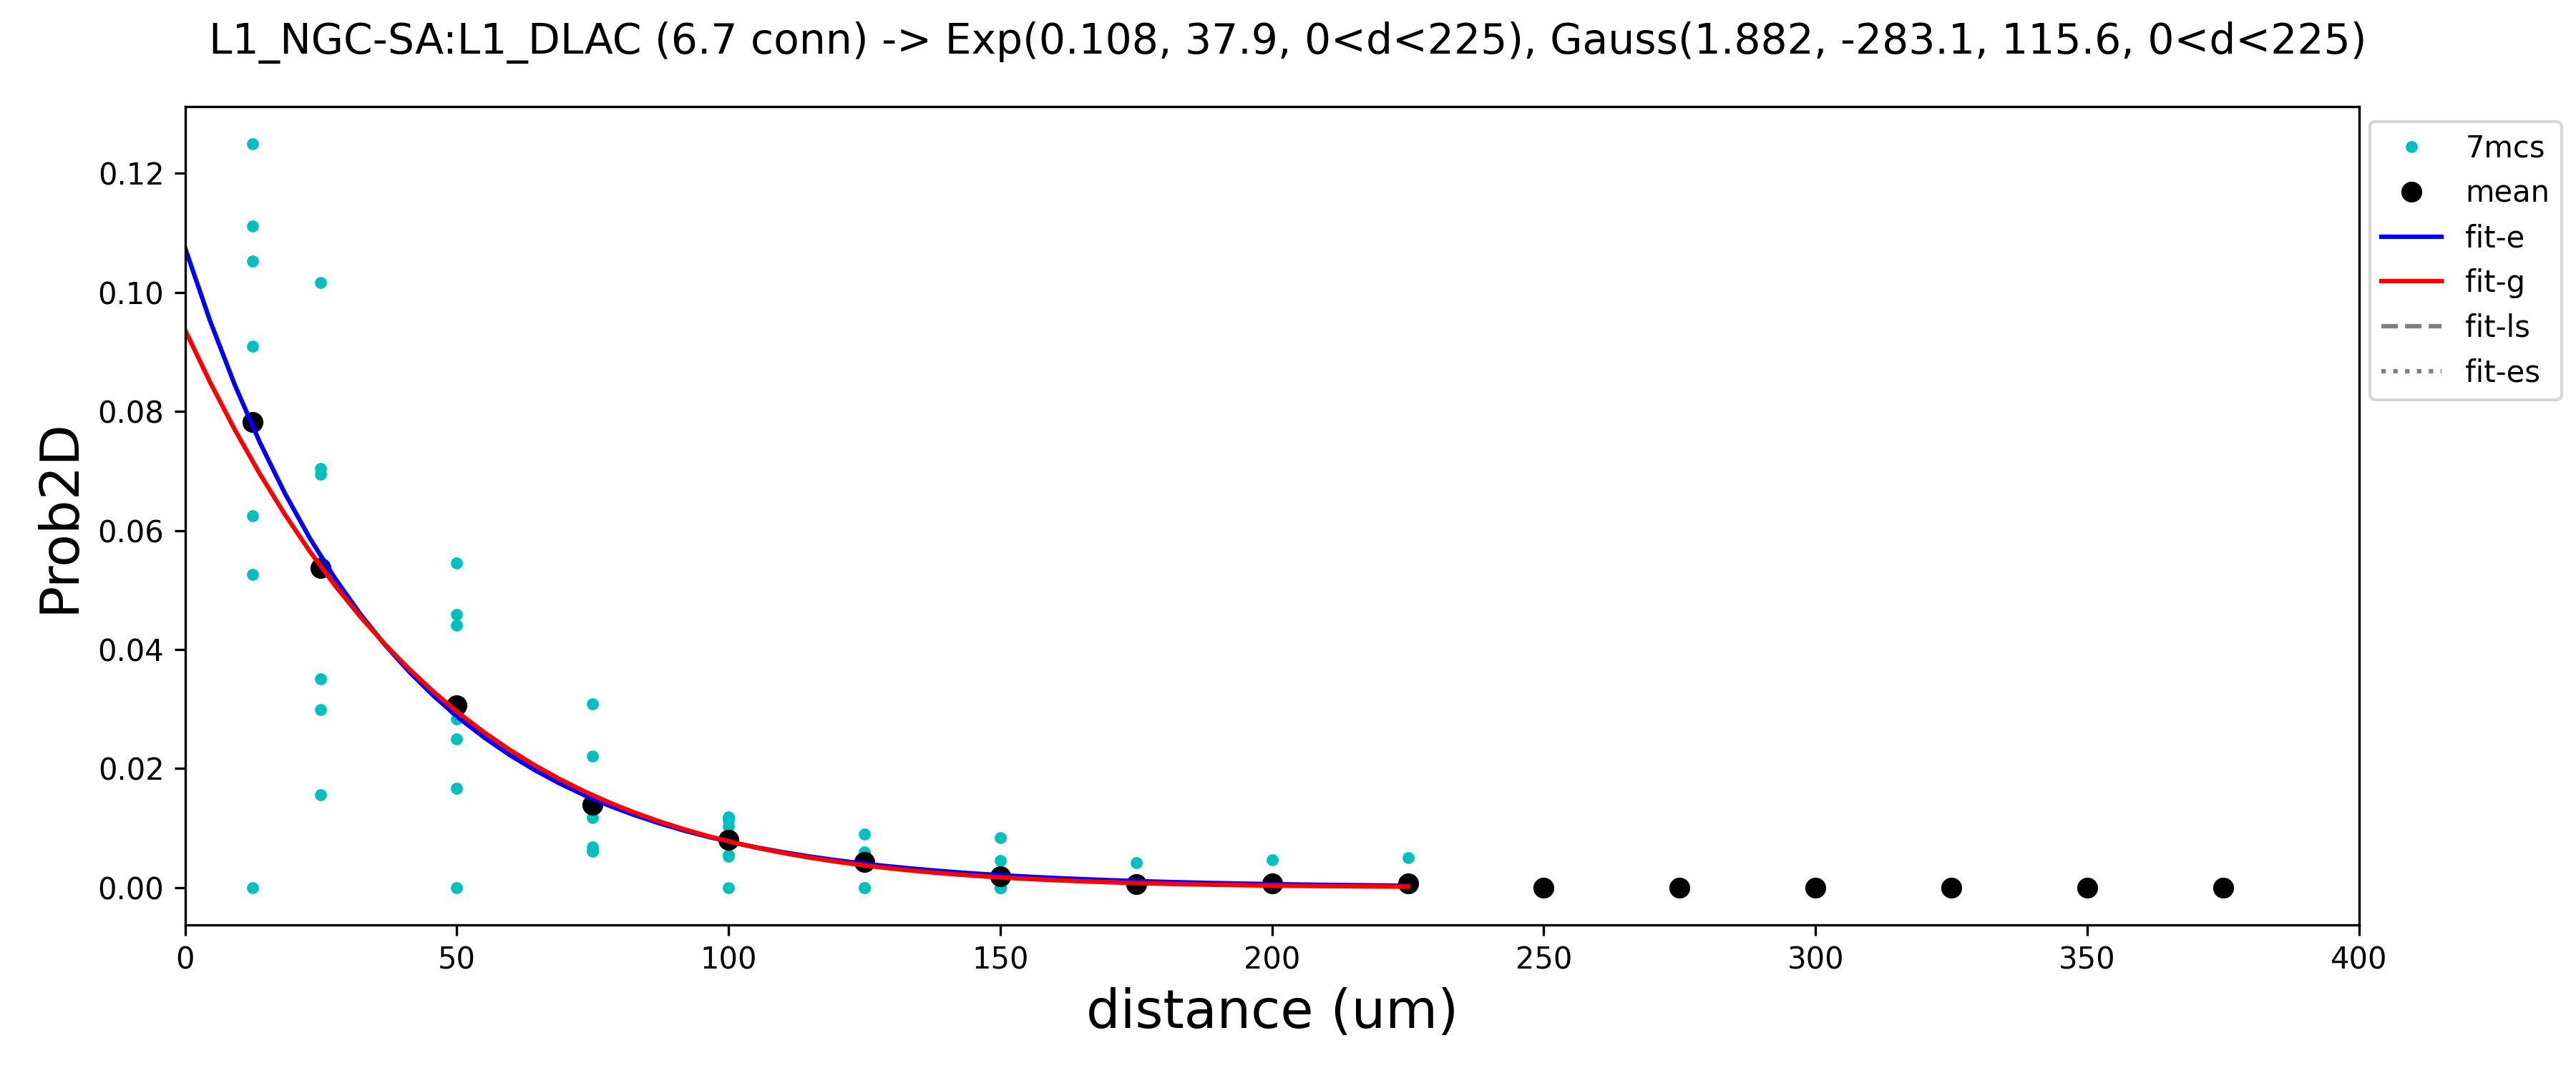 L1_NGC-SA:L1_DLAC (6.7 conn) -> Exp(0.108, 37.9, 0<d<225), Gauss(1.882, -283.1, 115.6, 0<d<225)
7mcs
mean
fit-e
fit-g
fit-ls
fit-es
Prob2D
0.12
0.10
0.08
0.06
0.04
0.02
0.00
0 50 100 150 200 250 300 350 400
distance (um)